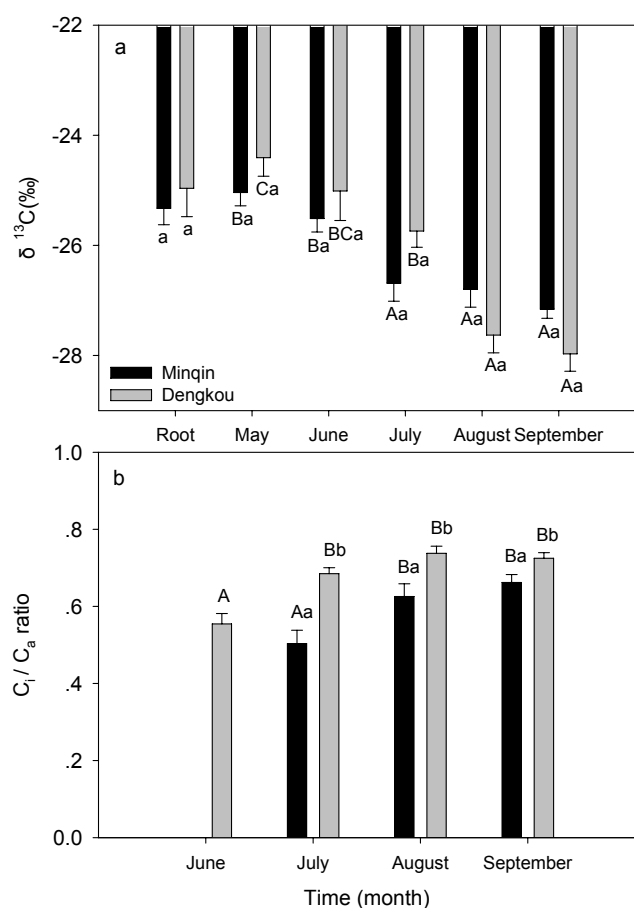 -22
a
-24
δ ¹³C(‰)
-26
-28
a
a
Ba
Ca
Ba
BCa
Aa
Ba
Aa
Aa
Aa
Aa
Minqin
Dengkou
Root May June July August September
1.0
b
.8
.6
.4
.2
0.0
Cᵢ / Cₐ ratio
A
Aa
Bb
Ba
Bb
Ba
Bb
June July August September
Time (month)